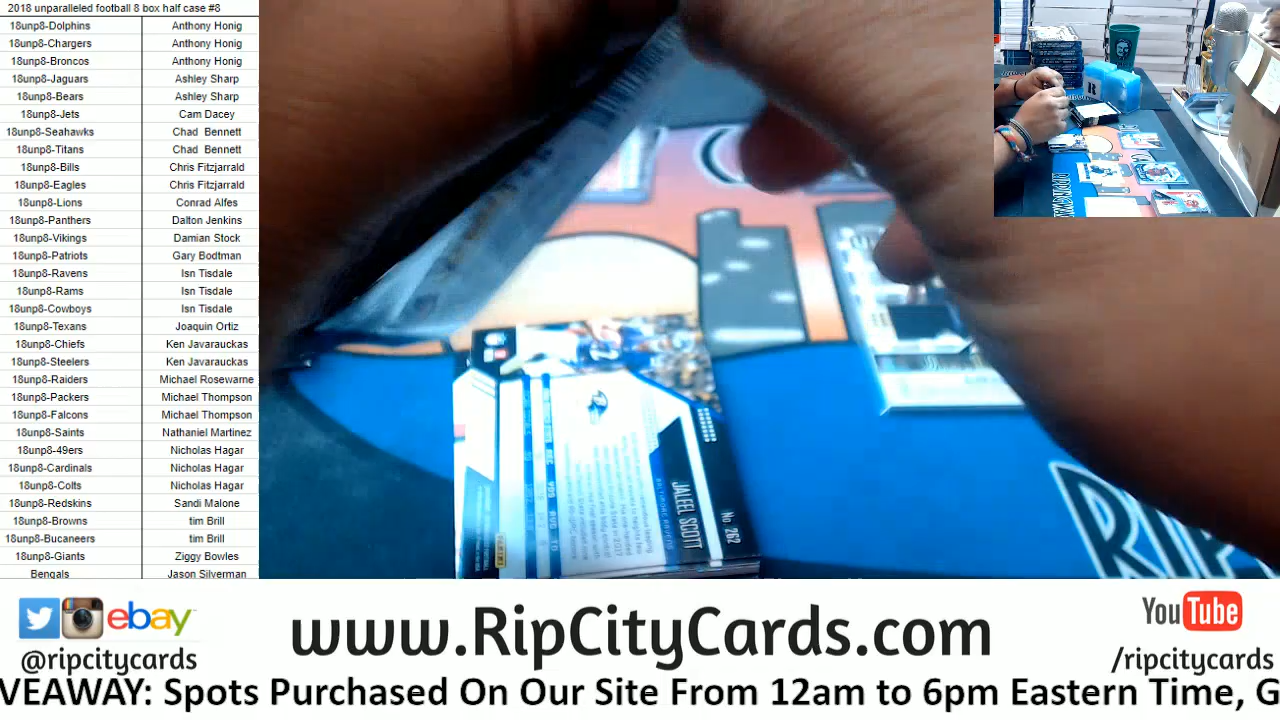 2018 unparalleled football 8 box half case #8
18unp8-Dolphins Anthony Honig
18unp8-Chargers Anthony Honig
18unp8-Broncos Anthony Honig
18unp8-Jaguars Ashley Sharp
18unp8-Bears Ashley Sharp
18unp8-Jets Cam Dacey
18unp8-Seahawks Chad Bennett
18unp8-Titans Chad Bennett
18unp8-Bills Chris Fitzjarrald
18unp8-Eagles Chris Fitzjarrald
18unp8-Lions Conrad Alfes
18unp8-Panthers Dalton Jenkins
18unp8-Vikings Damian Stock
18unp8-Patriots Gary Bodtman
18unp8-Ravens Isn Tisdale
18unp8-Rams Isn Tisdale
18unp8-Cowboys Isn Tisdale
18unp8-Texans Joaquin Ortiz
18unp8-Chiefs Ken Javarauckas
18unp8-Steelers Ken Javarauckas
18unp8-Raiders Michael Rosewarne
18unp8-Packers Michael Thompson
18unp8-Falcons Michael Thompson
18unp8-Saints Nathaniel Martinez
18unp8-49ers Nicholas Hagar
18unp8-Cardinals Nicholas Hagar
18unp8-Colts Nicholas Hagar
18unp8-Redskins Sandi Malone
18unp8-Browns tim Brill
18unp8-Bucaneers tim Brill
18unp8-Giants Ziggy Bowles
Bengals Jason Silverman
No. 262
JALEEL SCOTT
BALTIMORE RAVENS
REC YDS AVG TD
PANINI
RIP
ebay
@ripcitycards
www.RipCityCards.com
YouTube
/ripcitycards
VEAWAY: Spots Purchased On Our Site From 12am to 6pm Eastern Time, G